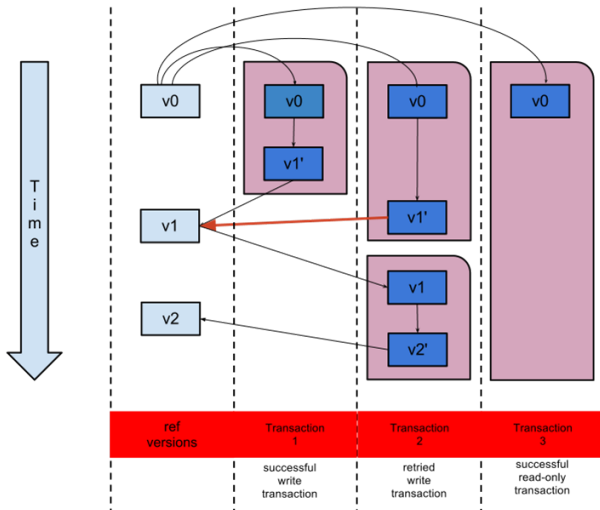 v0
v0
v0
v0
T
i
m
e
v1'
v1
v1'
v1
v2
v2'
ref
versions
Transaction
1
Transaction
2
Transaction
3
successful
write
transaction
retried
write
transaction
successful
read-only
transaction